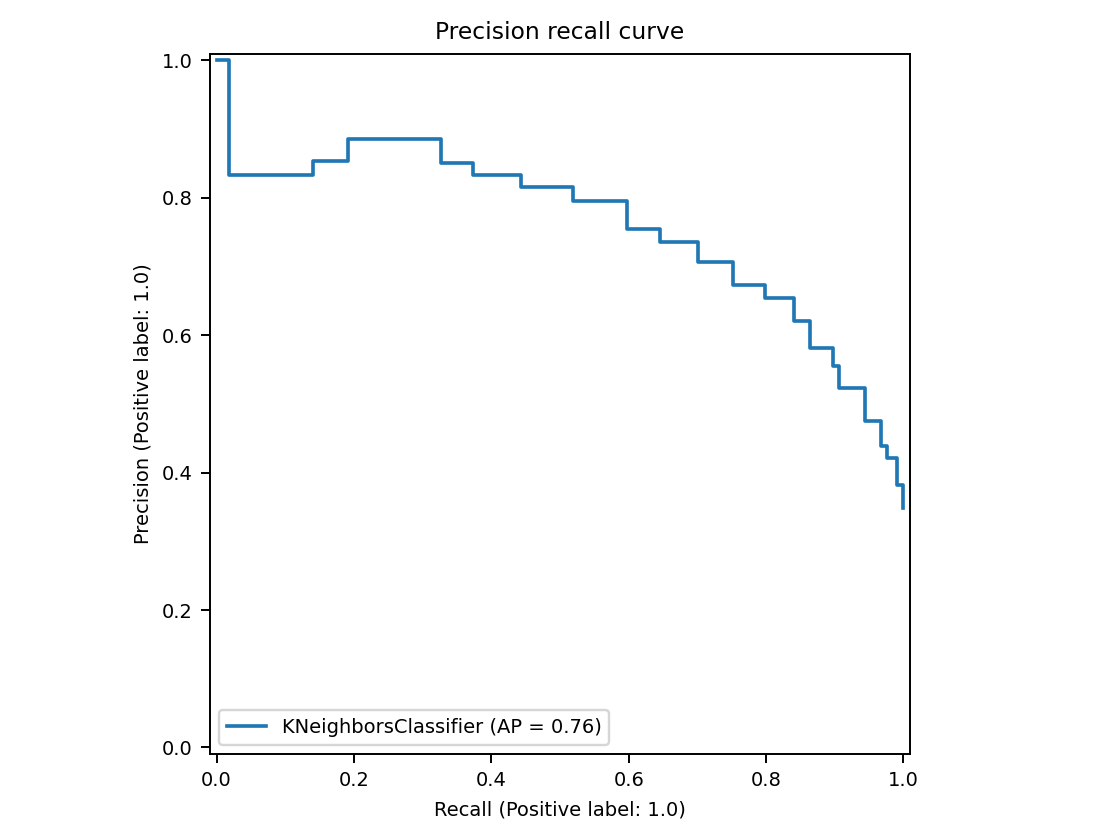 Precision recall curve
1.0
0.8
0.6
0.4
0.2
0.0
Precision (Positive label: 1.0)
KNeighborsClassifier (AP = 0.76)
0.0 0.2 0.4 0.6 0.8 1.0
Recall (Positive label: 1.0)